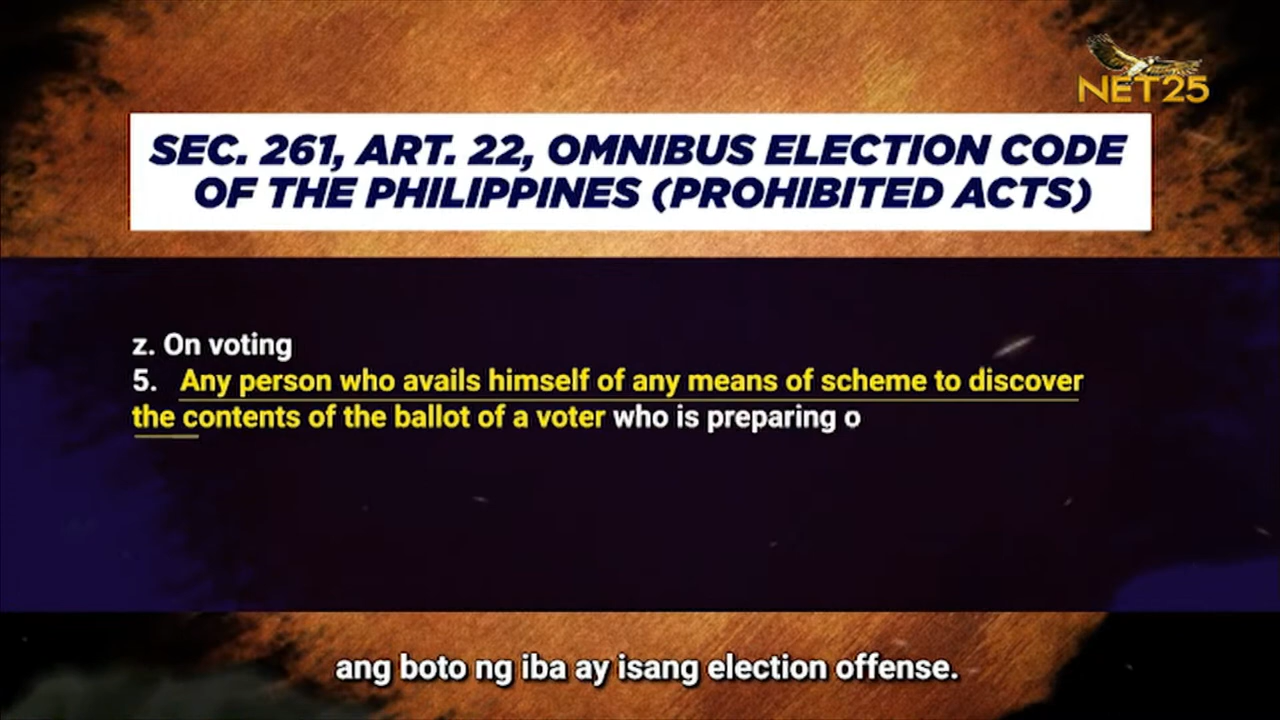 NET25
SEC. 261, ART. 22, OMNIBUS ELECTION CODE
OF THE PHILIPPINES (PROHIBITED ACTS)
z. On voting
5. Any person who avails himself of any means of scheme to discover
the contents of the ballot of a voter who is preparing o
ang boto ng iba ay isang election offense.